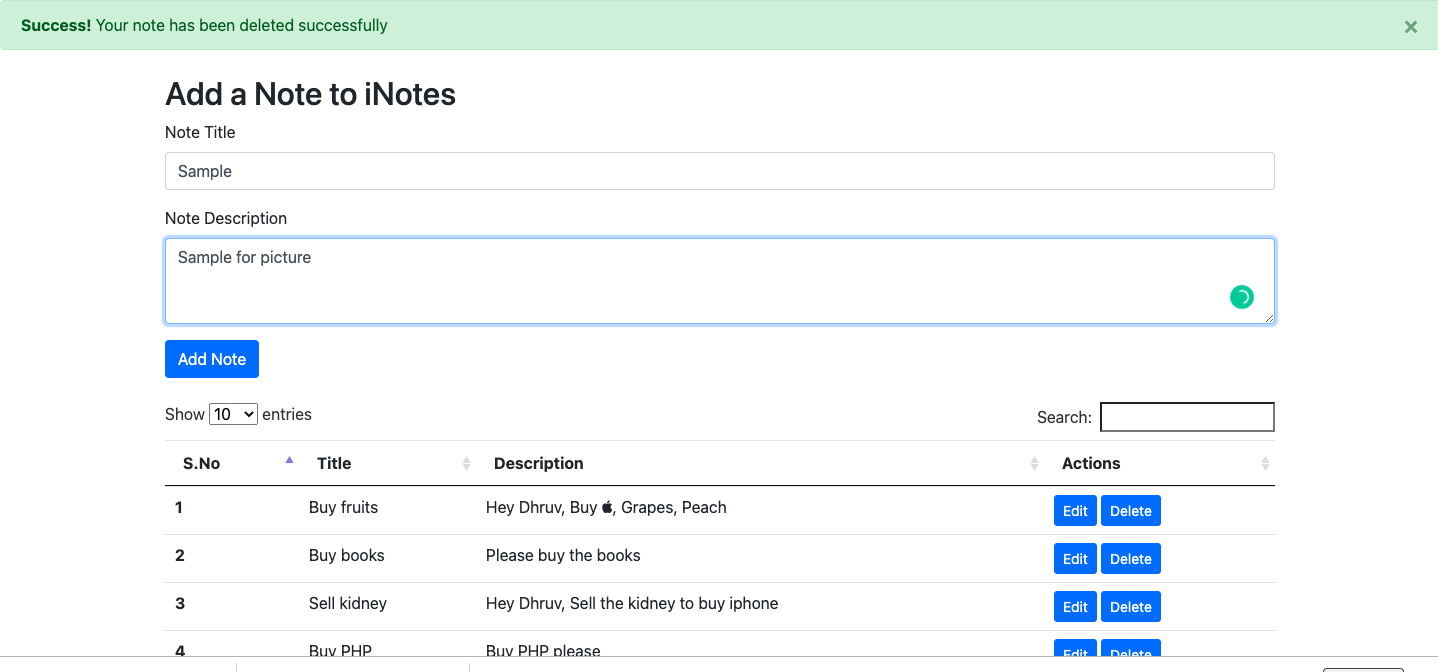 Success! Your note has been deleted successfully ×
Add a Note to iNotes
Note Title
Sample
Note Description
Sample for picture
Add Note
Show 10 entries Search:
S.No Title Description Actions
1 Buy fruits Hey Dhruv, Buy , Grapes, Peach Edit Delete
2 Buy books Please buy the books Edit Delete
3 Sell kidney Hey Dhruv, Sell the kidney to buy iphone Edit Delete
4 Buy PHP Buy PHP please Edit Delete